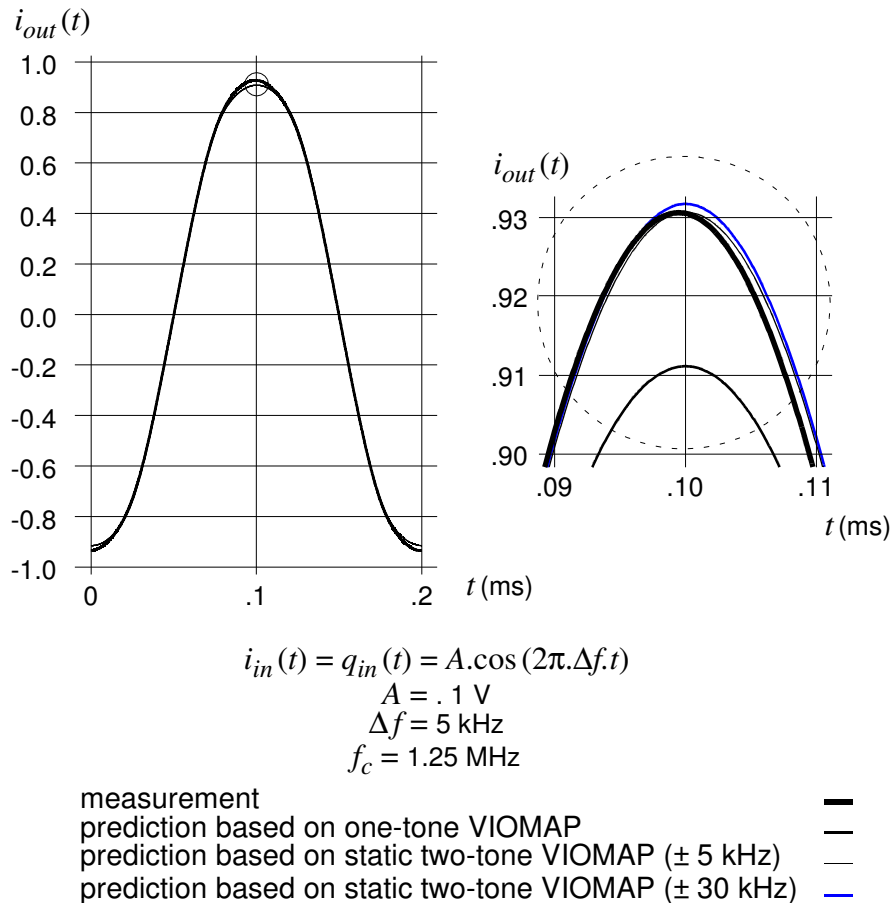 i_out(t)
1.0
0.8
0.6
0.4
0.2
0.0
-0.2
-0.4
-0.6
-0.8
-1.0
0 .1 .2
t (ms)
i_out(t)
.93
.92
.91
.90
.09 .10 .11
t (ms)
i_in(t) = q_in(t) = A.cos(2π.Δf.t)
A = . 1 V
Δf = 5 kHz
f_c = 1.25 MHz
measurement
prediction based on one-tone VIOMAP
prediction based on static two-tone VIOMAP (± 5 kHz)
prediction based on static two-tone VIOMAP (± 30 kHz)